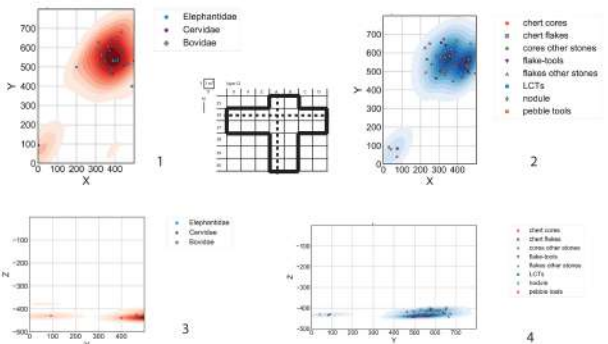 800
700
600
500
400
300
200
100
0
Y
0 100 200 300 400
X
Elephantidae
Cervidae
Bovidae
1
800
700
600
500
400
300
200
100
0
Y
0 100 200 300 400
X
chert cores
chert flakes
cores other stones
flake-tools
flakes other stones
LCTs
nodule
pebble tools
2
-100
-200
-300
-400
-500
Z
0 100 200 300 400 500
Elephantidae
Cervidae
Bovidae
3
0
-100
-200
-300
-400
-500
Z
0 100 200 300 400 500 600 700
Y
chert cores
chert flakes
cores other stones
flake-tools
flakes other stones
LCTs
nodule
pebble tools
4